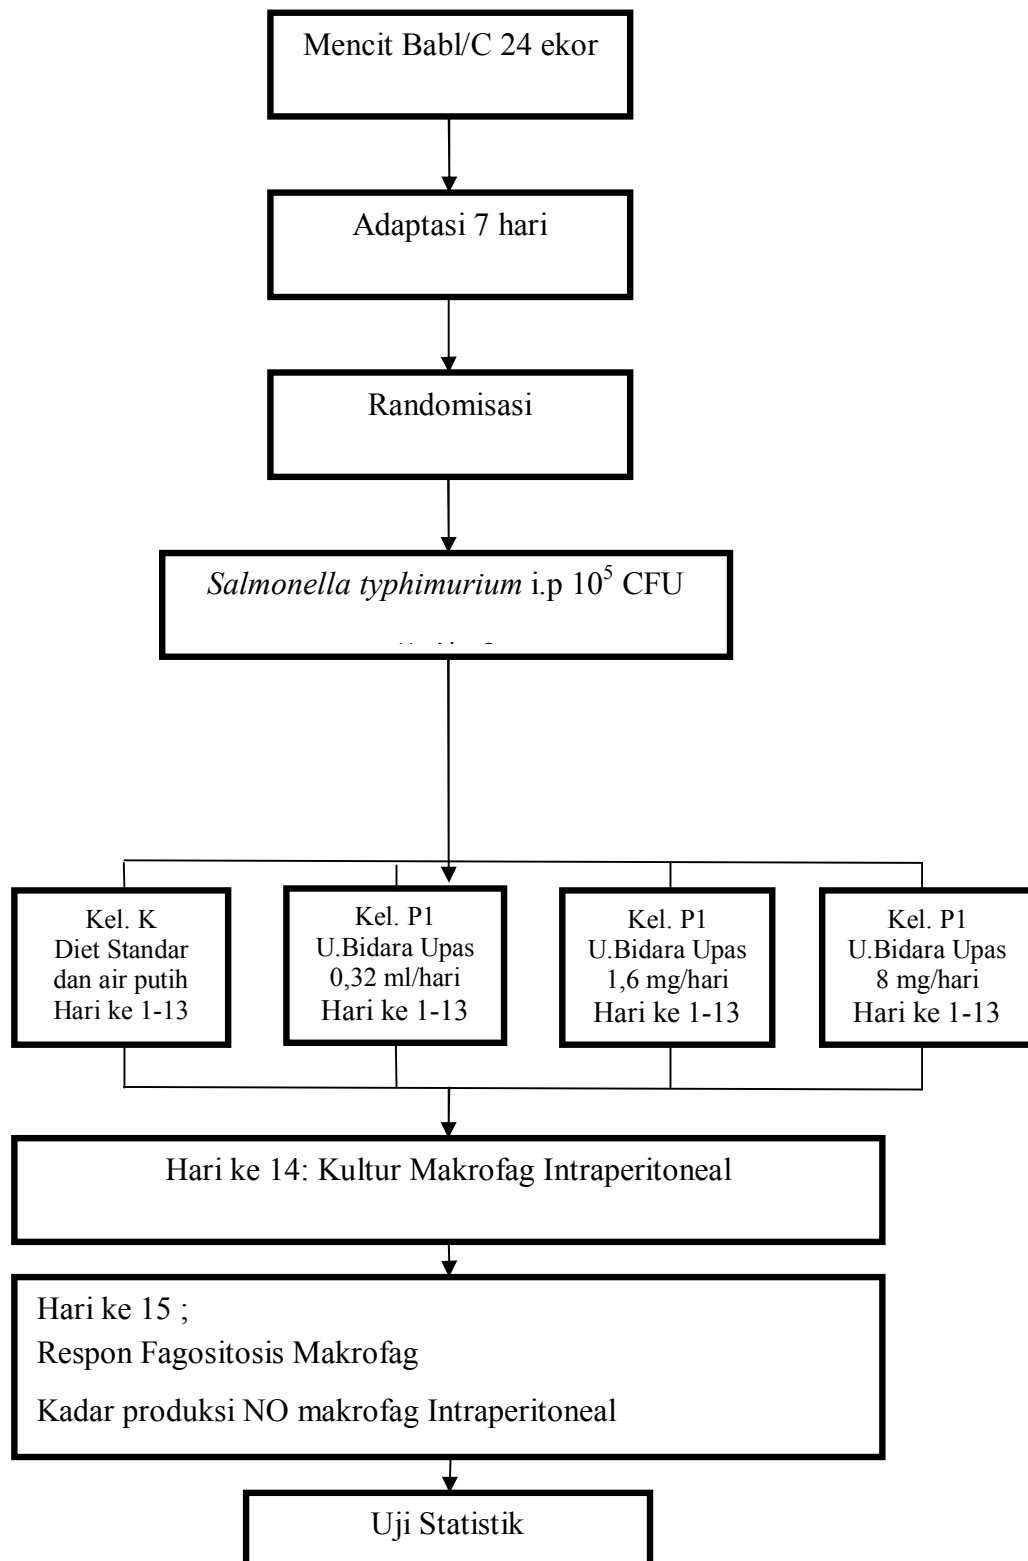 Mencit Babl/C 24 ekor
Adaptasi 7 hari
Randomisasi
Salmonella typhimurium i.p 10⁵ CFU
Kel. K
Diet Standar
dan air putih
Hari ke 1-13
Kel. P1
U.Bidara Upas
0,32 ml/hari
Hari ke 1-13
Kel. P1
U.Bidara Upas
1,6 mg/hari
Hari ke 1-13
Kel. P1
U.Bidara Upas
8 mg/hari
Hari ke 1-13
Hari ke 14: Kultur Makrofag Intraperitoneal
Hari ke 15 ;
Respon Fagositosis Makrofag
Kadar produksi NO makrofag Intraperitoneal
Uji Statistik